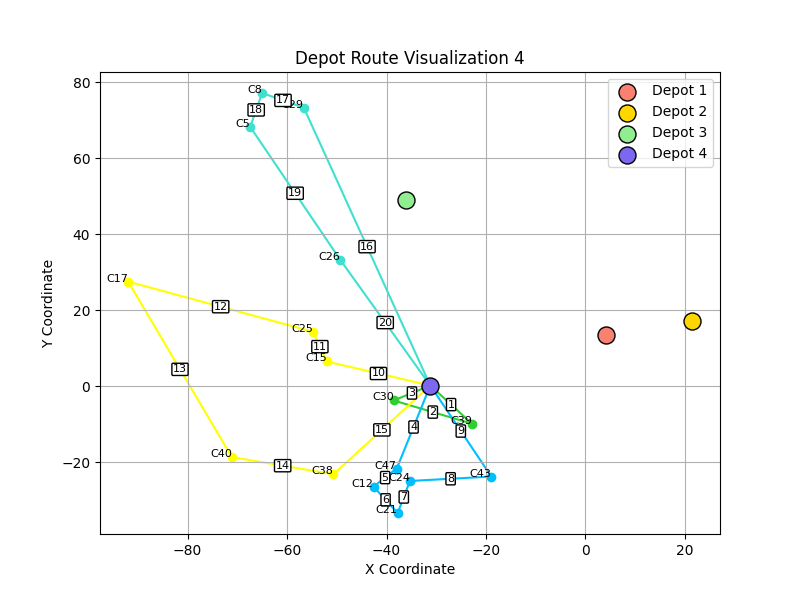 Depot Route Visualization 4
Depot 1
Depot 2
Depot 3
Depot 4
80
60
40
20
0
−20
Y Coordinate
−80
−60
−40
−20
0
20
X Coordinate
C8
17
C29
18
C5
19
16
C26
C17
12
20
C25
11
C15
13
10
3
C30
1
2
C39
15
4
9
C40
14
C38
C47
5
C24
8
C43
C12
6
7
C21